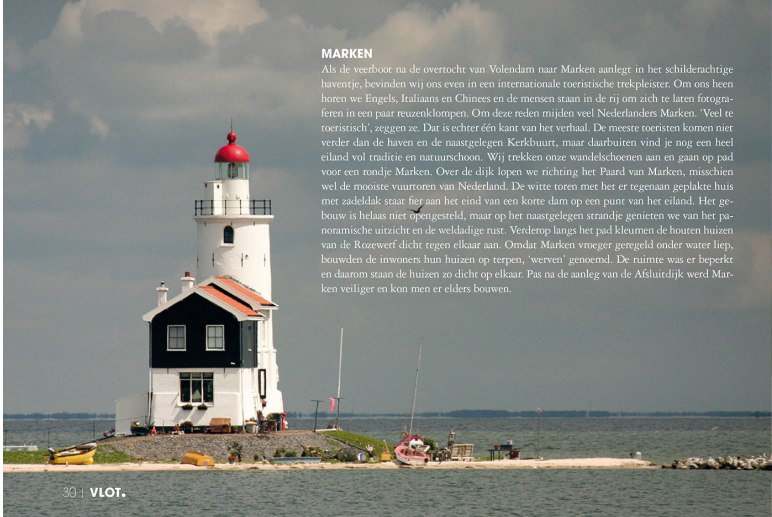 MARKEN
Als de veerboot na de overtocht van Volendam naar Marken aanlegt in het schilderachtige
haventje, bevinden wij ons even in een internationale toeristische trekpleister. Om ons heen
horen we Engels, Italiaans en Chinees en de mensen staan in de rij om zich te laten fotogra-
feren in een paar reuzenklompen. Om deze reden mijden veel Nederlanders Marken. ‘Veel te
toeristisch’, zeggen ze. Dat is echter één kant van het verhaal. De meeste toeristen komen niet
verder dan de haven en de naastgelegen Kerkbuurt, maar daarbuiten vind je nog een heel
eiland vol traditie en natuurschoon. Wij trekken onze wandelschoenen aan en gaan op pad
voor een rondje Marken. Over de dijk lopen we richting het Paard van Marken, misschien
wel de mooiste vuurtoren van Nederland. De witte toren met het er tegenaan geplakte huis
met zadeldak staat fier aan het eind van een korte dam op een punt van het eiland. Het ge-
bouw is helaas niet opengesteld, maar op het naastgelegen strandje genieten we van het pa-
noramische uitzicht en de weldadige rust. Verderop langs het pad kleumen de houten huizen
van de Rozewerf dicht tegen elkaar aan. Omdat Marken vroeger geregeld onder water liep,
bouwden de inwoners hun huizen op terpen, ‘werven’ genoemd. De ruimte was er beperkt
en daarom staan de huizen zo dicht op elkaar. Pas na de aanleg van de Afsluitdijk werd Mar-
ken veiliger en kon men er elders bouwen.
30 | VLOT.